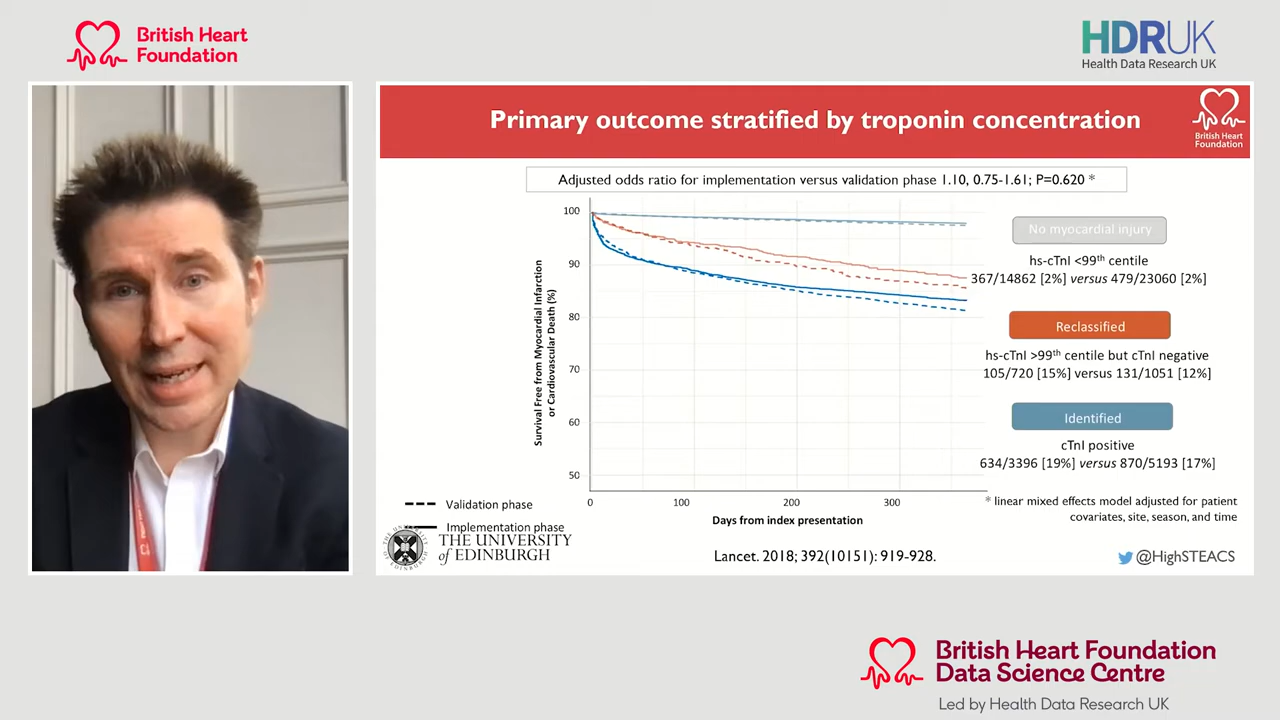 British Heart
Foundation
HDRUK
Health Data Research UK
Primary outcome stratified by troponin concentration
British Heart
Foundation
Adjusted odds ratio for implementation versus validation phase 1.10, 0.75-1.61; P=0.620 *
Survival Free from Myocardial Infarction
or Cardiovascular Death (%)
100
90
80
70
60
50
0
100
200
300
Days from index presentation
No myocardial injury
hs-cTnI <99th centile
367/14862 [2%] versus 479/23060 [2%]
Reclassified
hs-cTnI >99th centile but cTnI negative
105/720 [15%] versus 131/1051 [12%]
Identified
cTnI positive
634/3396 [19%] versus 870/5193 [17%]
* linear mixed effects model adjusted for patient
covariates, site, season, and time
Validation phase
Implementation phase
THE UNIVERSITY
of EDINBURGH
Lancet. 2018; 392(10151): 919-928.
@HighSTEACS
British Heart Foundation
Data Science Centre
Led by Health Data Research UK